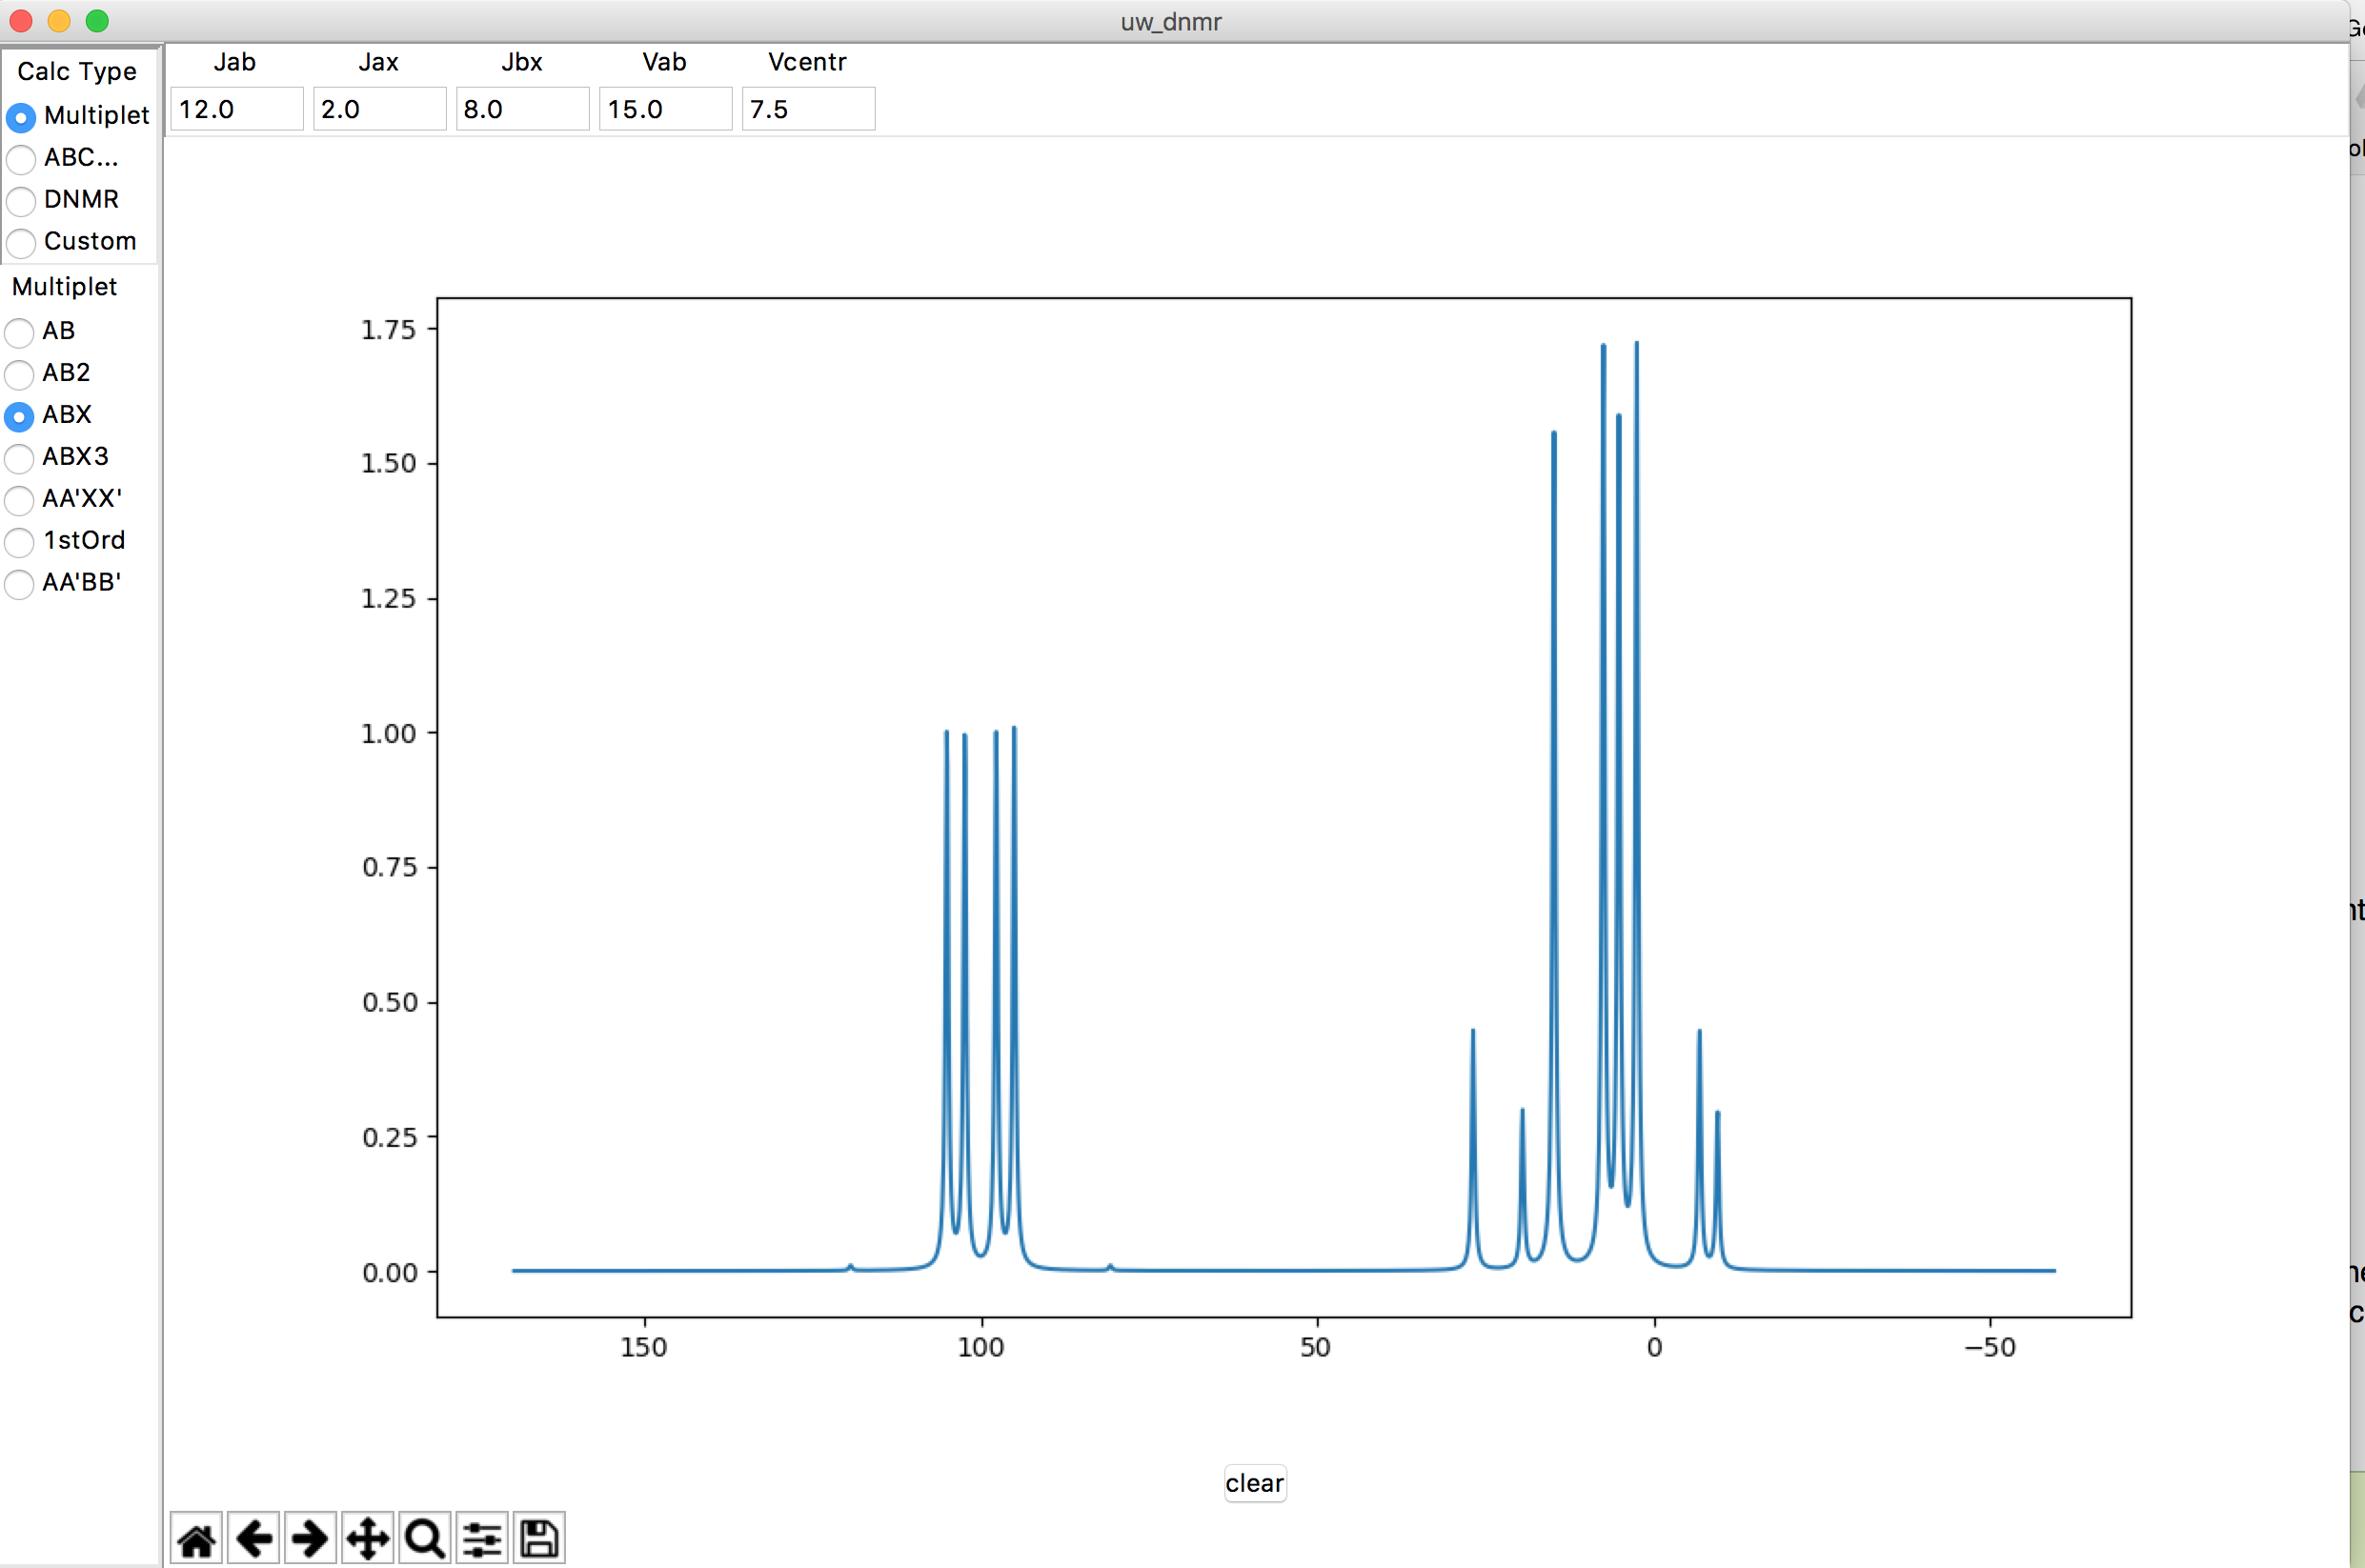 uw_dnmr
Calc Type
Multiplet
ABC...
DNMR
Custom
Multiplet
AB
AB2
ABX
ABX3
AA'XX'
1stOrd
AA'BB'
Jab Jax Jbx Vab Vcentr
12.0 2.0 8.0 15.0 7.5
1.75
1.50
1.25
1.00
0.75
0.50
0.25
0.00
150 100 50 0 −50
clear